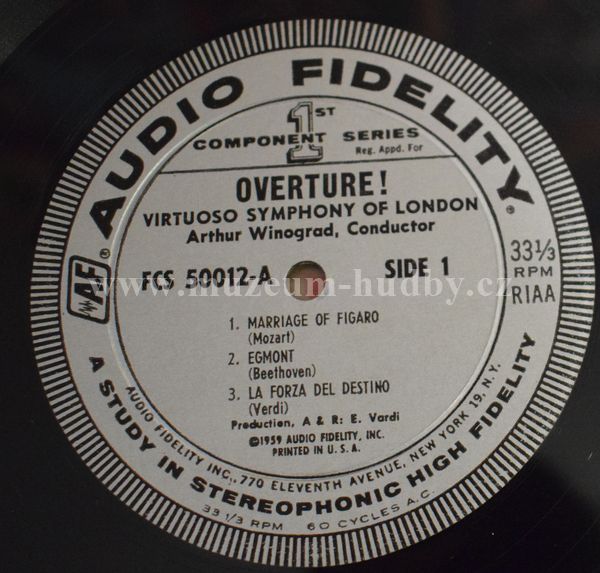 AUDIO FIDELITY®
1ST
COMPONENT SERIES
Reg. Appd. For
OVERTURE!
VIRTUOSO SYMPHONY OF LONDON
Arthur Winograd, Conductor
AF®
FCS 50012-A
SIDE 1
33 1/3
RPM
RIAA
www.muzeum-hudby.cz
1. MARRIAGE OF FIGARO
(Mozart)
2. EGMONT
(Beethoven)
3. LA FORZA DEL DESTINO
(Verdi)
Production, A & R: E. Vardi
©1959 AUDIO FIDELITY, INC.
PRINTED IN U. S. A.
AUDIO FIDELITY INC., 770 ELEVENTH AVENUE, NEW YORK 19, N.Y.
A STUDY IN STEREOPHONIC HIGH FIDELITY
33 1/3 RPM 60 CYCLES A.C.